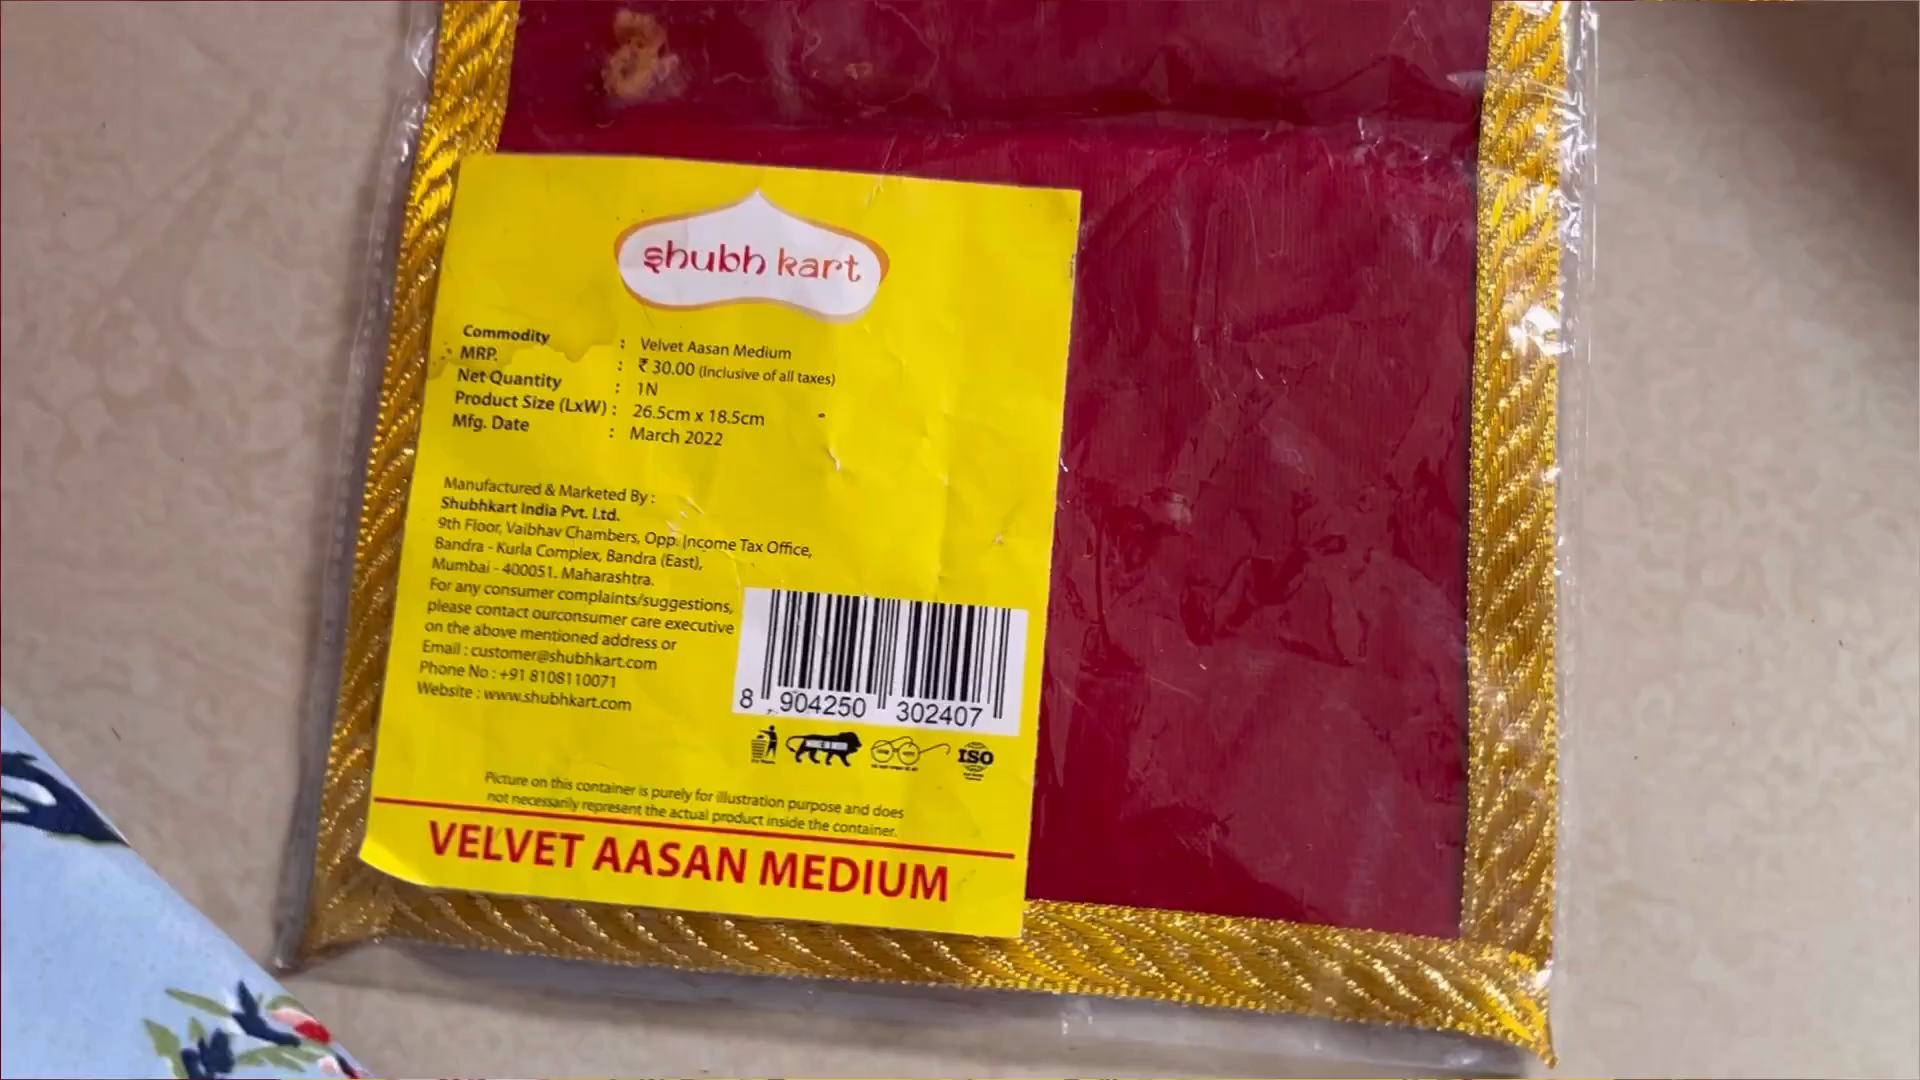 shubh kart
Commodity : Velvet Aasan Medium
MRP. : ₹ 30.00 (Inclusive of all taxes)
Net Quantity : 1N
Product Size (LxW) : 26.5cm x 18.5cm
Mfg. Date : March 2022
Manufactured & Marketed By :
Shubhkart India Pvt. Ltd.
9th Floor, Vaibhav Chambers, Opp. Income Tax Office,
Bandra - Kurla Complex, Bandra (East),
Mumbai - 400051. Maharashtra.
For any consumer complaints/suggestions,
please contact ourconsumer care executive
on the above mentioned address or
Email : customer@shubhkart.com
Phone No : +91 8108110071
Website : www.shubhkart.com
8 904250 302407
MAKE IN INDIA
ISO
Picture on this container is purely for illustration purpose and does
not necessarily represent the actual product inside the container.
VELVET AASAN MEDIUM